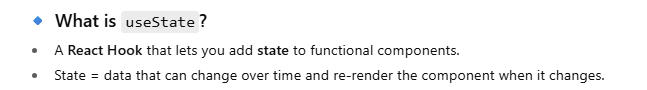 What is useState?
A React Hook that lets you add state to functional components.
State = data that can change over time and re-render the component when it changes.